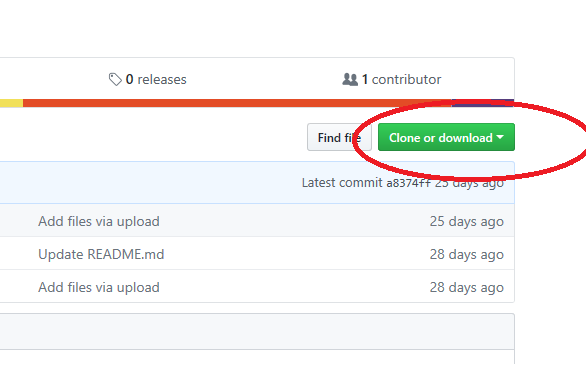 0 releases 1 contributor
Find file Clone or download
Latest commit a8374ff 25 days ago
Add files via upload 25 days ago
Update README.md 28 days ago
Add files via upload 28 days ago